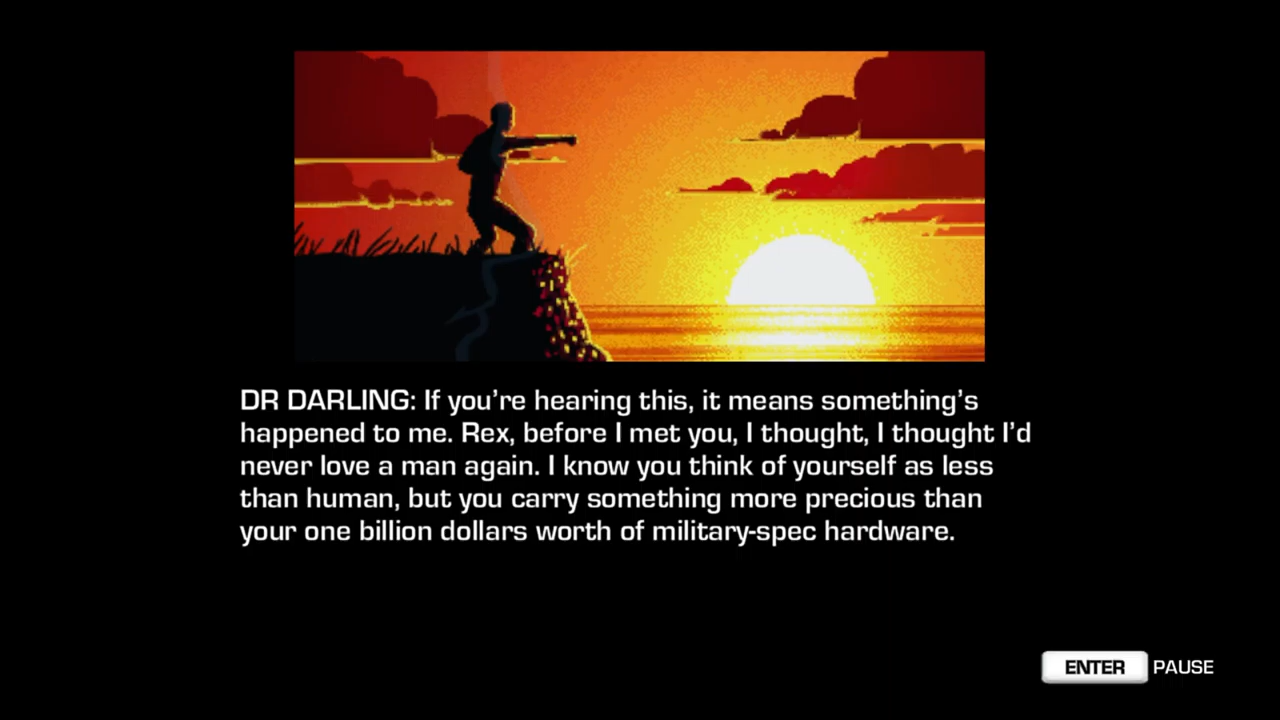 DR DARLING: If you’re hearing this, it means something’s
happened to me. Rex, before I met you, I thought, I thought I’d
never love a man again. I know you think of yourself as less
than human, but you carry something more precious than
your one billion dollars worth of military-spec hardware.
ENTER PAUSE